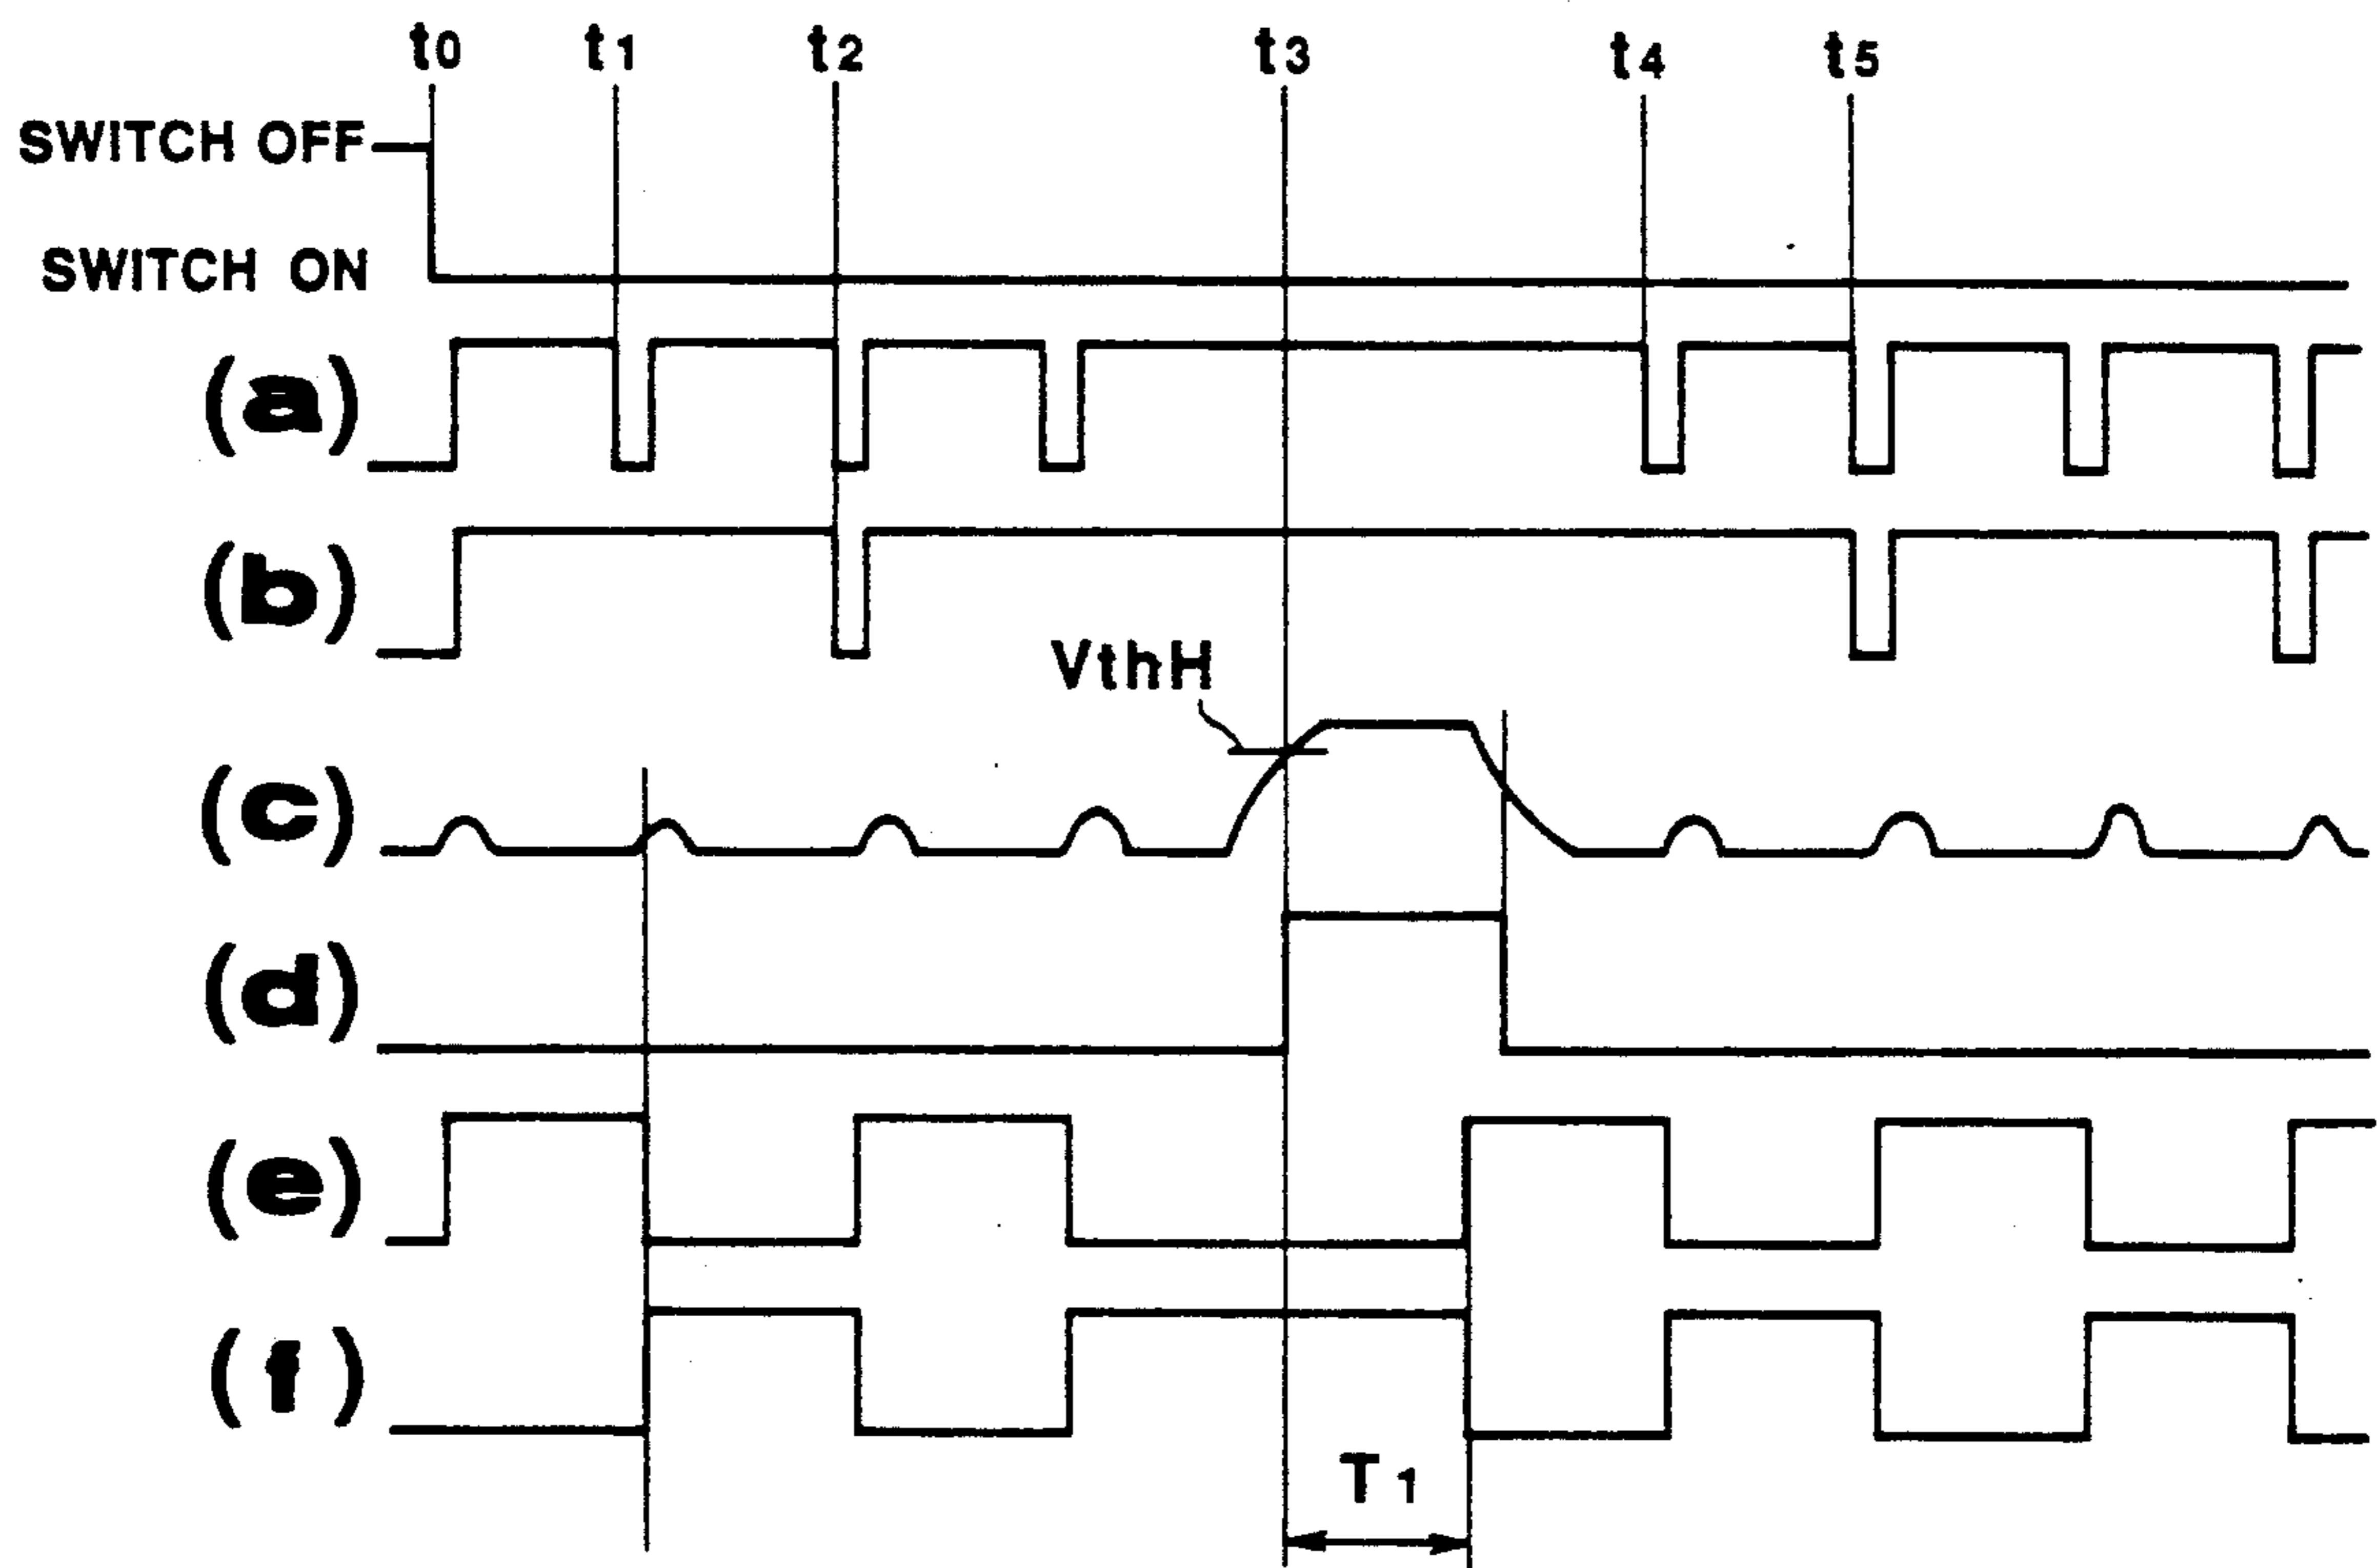 t0 t1 t2 t3 t4 t5
SWITCH OFF
SWITCH ON
(a)
(b)
VthH
(c)
(d)
(e)
(f)
T1